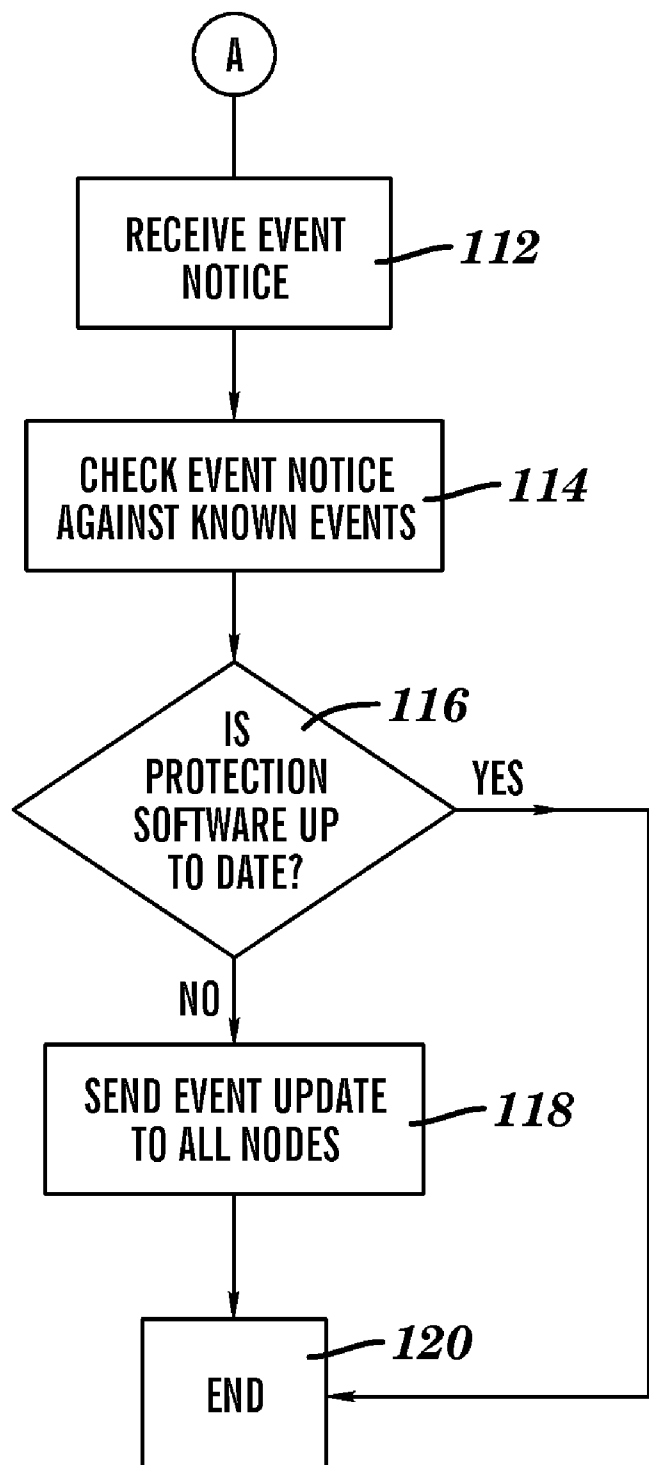 A
RECEIVE EVENT
NOTICE
112
CHECK EVENT NOTICE
AGAINST KNOWN EVENTS
114
116
IS
PROTECTION
SOFTWARE UP
TO DATE?
YES
NO
SEND EVENT UPDATE
TO ALL NODES
118
120
END